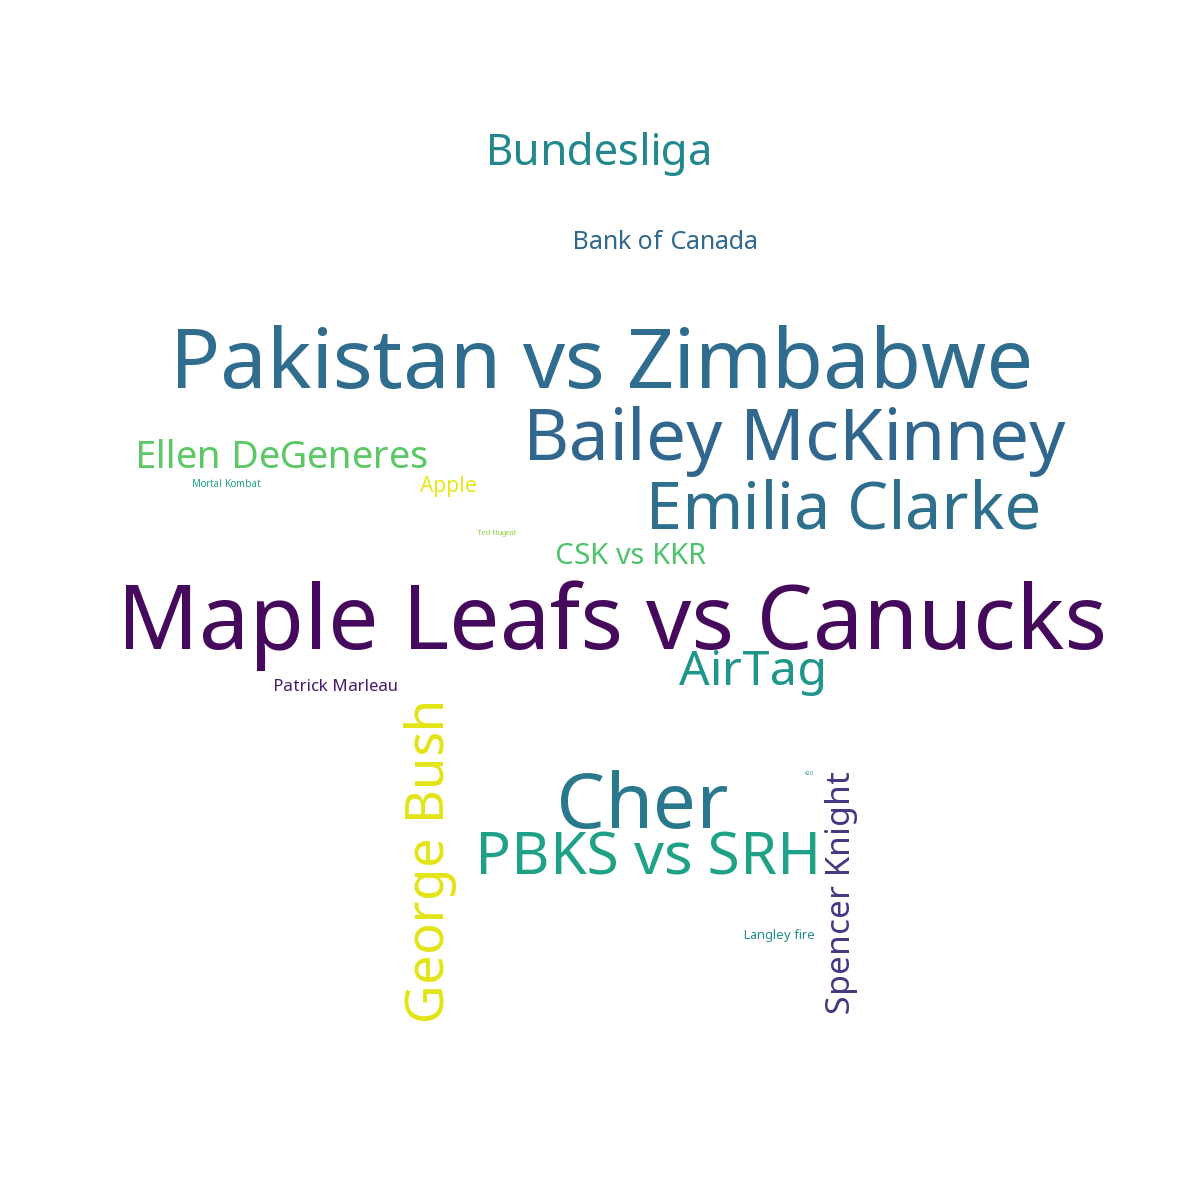 Bundesliga
Bank of Canada
Pakistan vs Zimbabwe
Bailey McKinney
Ellen DeGeneres
Mortal Kombat
Apple
Emilia Clarke
Ted Nugent
CSK vs KKR
Maple Leafs vs Canucks
AirTag
Patrick Marleau
George Bush
Cher
420
Spencer Knight
PBKS vs SRH
Langley fire